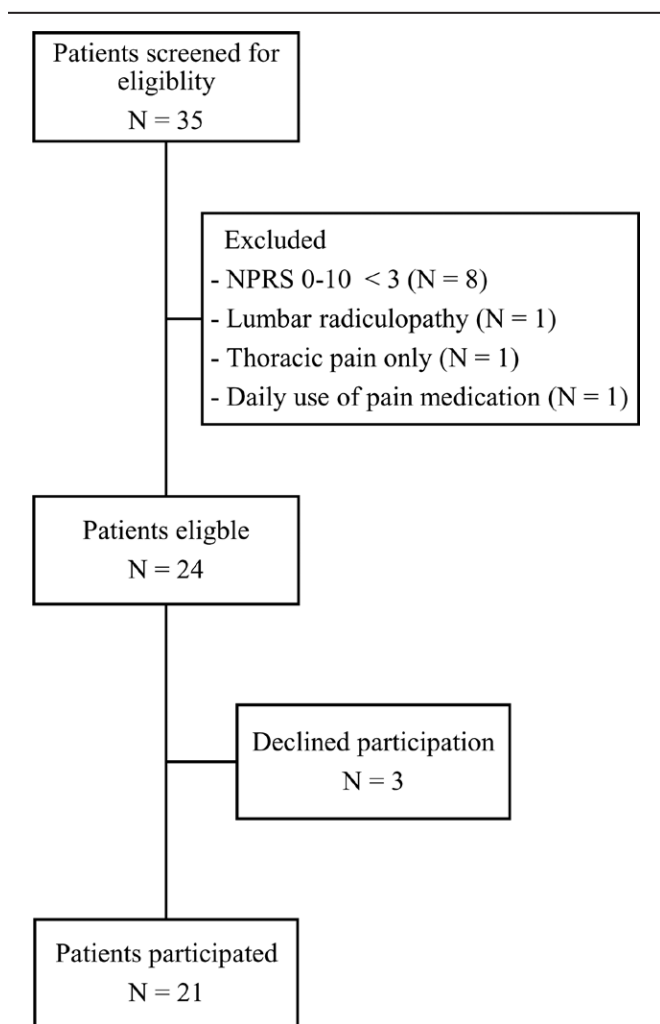 Patients screened for
eligiblity
N = 35
Excluded
- NPRS 0-10 < 3 (N = 8)
- Lumbar radiculopathy (N = 1)
- Thoracic pain only (N = 1)
- Daily use of pain medication (N = 1)
Patients eligble
N = 24
Declined participation
N = 3
Patients participated
N = 21